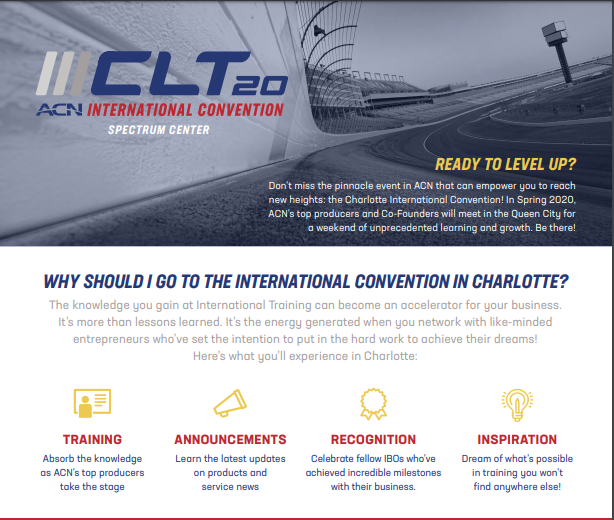 CLT20
ACN INTERNATIONAL CONVENTION
SPECTRUM CENTER
READY TO LEVEL UP?
Don't miss the pinnacle event in ACN that can empower you to reach
new heights: the Charlotte International Convention! In Spring 2020,
ACN's top producers and Co-Founders will meet in the Queen City for
a weekend of unprecedented learning and growth. Be there!
WHY SHOULD I GO TO THE INTERNATIONAL CONVENTION IN CHARLOTTE?
The knowledge you gain at International Training can become an accelerator for your business.
It's more than lessons learned. It's the energy generated when you network with like-minded
entrepreneurs who've set the intention to put in the hard work to achieve their dreams!
Here's what you'll experience in Charlotte:
TRAINING
Absorb the knowledge
as ACN's top producers
take the stage
ANNOUNCEMENTS
Learn the latest updates
on products and
service news
RECOGNITION
Celebrate fellow IBOs who've
achieved incredible milestones
with their business.
INSPIRATION
Dream of what's possible
in training you won't
find anywhere else!